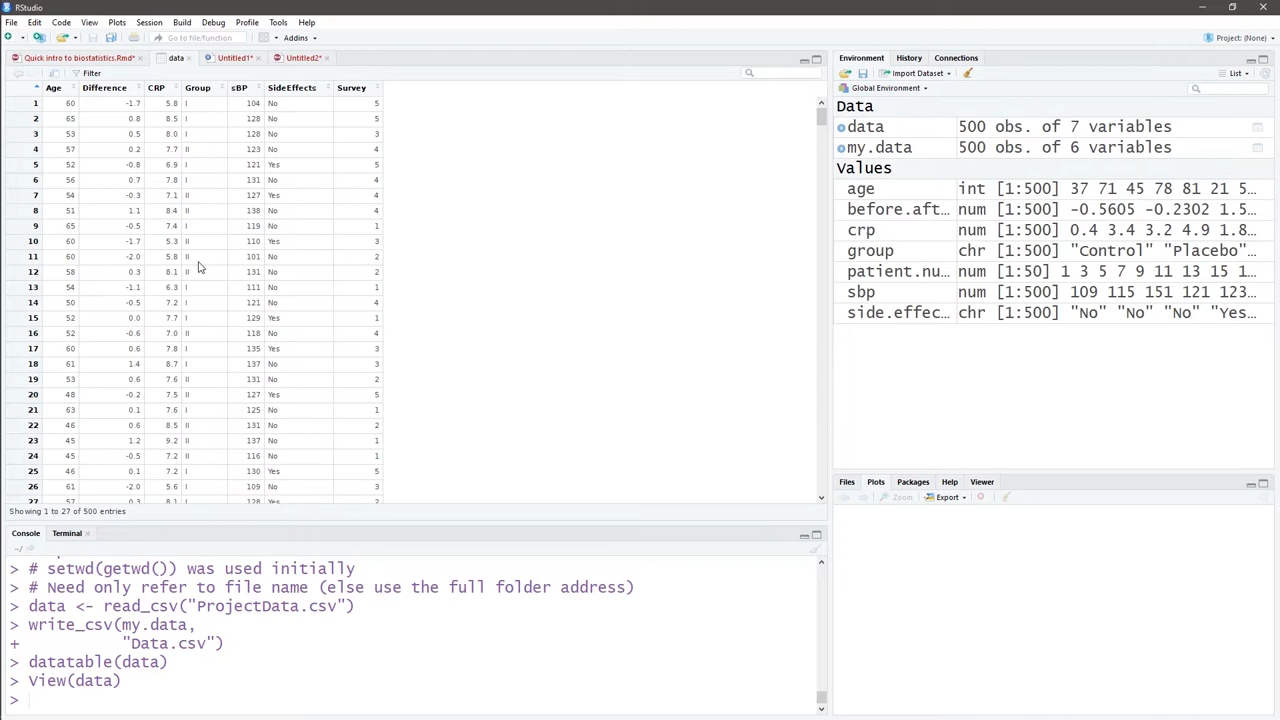 RStudio
File Edit Code View Plots Session Build Debug Profile Tools Help
Go to file/function Addins Project: (None)
Quick intro to biostatistics.Rmd* data Untitled1* Untitled2*
Filter
Age Difference CRP Group sBP SideEffects Survey
1 60 -1.7 5.8 I 104 No 5
2 65 0.8 8.5 I 128 No 5
3 53 0.5 8.0 I 128 No 3
4 57 0.2 7.7 II 123 No 4
5 52 -0.8 6.9 I 121 Yes 5
6 56 0.7 7.8 I 131 No 4
7 54 -0.3 7.1 II 127 Yes 4
8 51 1.1 8.4 II 138 No 4
9 65 -0.5 7.4 I 119 No 1
10 60 -1.7 5.3 II 110 Yes 3
11 60 -2.0 5.8 II 101 No 2
12 58 0.3 8.1 II 131 No 2
13 54 -1.1 6.3 I 111 No 1
14 50 -0.5 7.2 I 121 No 4
15 52 0.0 7.7 I 129 Yes 1
16 52 -0.6 7.0 II 118 No 4
17 60 0.6 7.8 I 135 Yes 3
18 61 1.4 8.7 I 137 No 3
19 53 0.6 7.6 II 131 No 2
20 48 -0.2 7.5 II 127 Yes 5
21 63 0.1 7.6 I 125 No 1
22 46 0.6 8.5 II 131 No 2
23 45 1.2 9.2 II 137 No 1
24 45 -0.5 7.2 II 116 No 1
25 46 0.1 7.2 I 130 Yes 5
26 61 -2.0 5.6 I 109 No 3
27 57 0.3 8.1 I 128 Yes 2
Showing 1 to 27 of 500 entries
Console Terminal
~/
> # setwd(getwd()) was used initially
> # Need only refer to file name (else use the full folder address)
> data <- read_csv("ProjectData.csv")
> write_csv(my.data,
+ "Data.csv")
> datatable(data)
> View(data)
>
Environment History Connections
Import Dataset List
Global Environment
Data
data 500 obs. of 7 variables
my.data 500 obs. of 6 variables
Values
age int [1:500] 37 71 45 78 81 21 5…
before.aft… num [1:500] -0.5605 -0.2302 1.5…
crp num [1:500] 0.4 3.4 3.2 4.9 1.8…
group chr [1:500] "Control" "Placebo"…
patient.nu… num [1:50] 1 3 5 7 9 11 13 15 1…
sbp num [1:500] 109 115 151 121 123…
side.effec… chr [1:500] "No" "No" "No" "Yes…
Files Plots Packages Help Viewer
Zoom Export